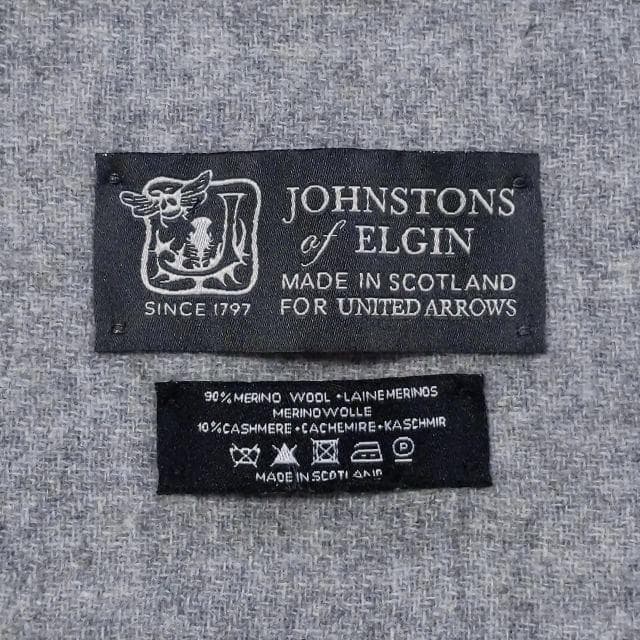 JOHNSTONS
of ELGIN
MADE IN SCOTLAND
FOR UNITED ARROWS
SINCE 1797
90% MERINO WOOL • LAINE MERINOS
MERINOWOLLE
10% CASHMERE • CACHEMIRE • KASCHMIR
MADE IN SCOTLAND